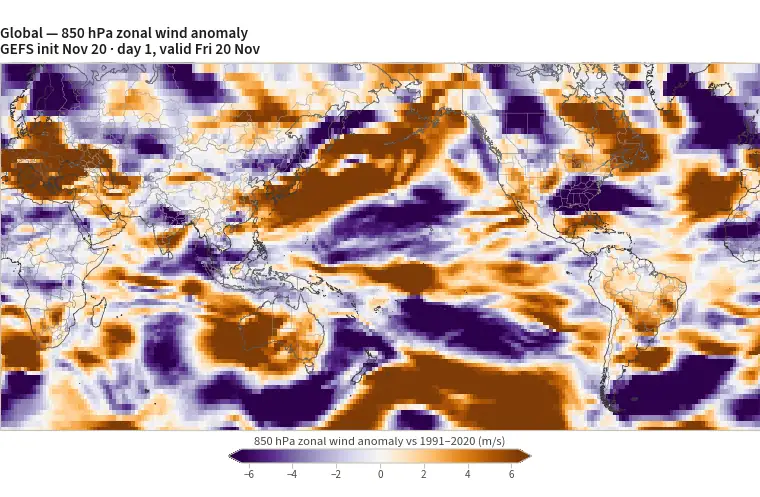 Global — 850 hPa zonal wind anomaly
GEFS init Nov 20 · day 1, valid Fri 20 Nov
850 hPa zonal wind anomaly vs 1991–2020 (m/s)
−6 −4 −2 0 2 4 6